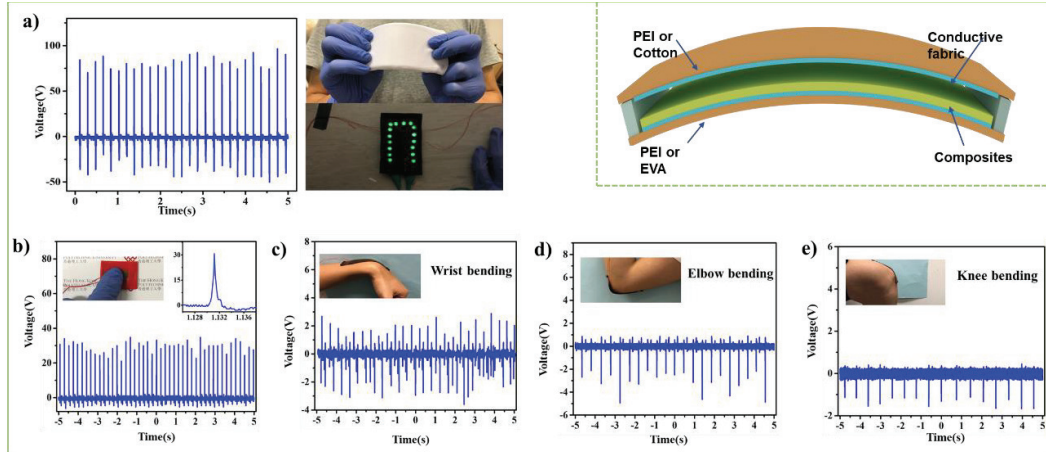 a)
100
50
0
-50
Voltage(V)
0 1 2 3 4 5
Time(s)
PEI or
Cotton
Conductive
fabric
PEI or
EVA
Composites
b)
80
60
40
20
0
Voltage(V)
-5 -4 -3 -2 -1 0 1 2 3 4 5
Time(s)
30
15
0
1.128 1.132 1.136
c)
Wrist bending
8
6
4
2
0
-2
-4
Voltage(V)
-5 -4 -3 -2 -1 0 1 2 3 4 5
Time(s)
d)
Elbow bending
8
6
4
2
0
-2
-4
-6
Voltage(V)
-5 -4 -3 -2 -1 0 1 2 3 4 5
Time(s)
e)
Knee bending
6
4
2
0
-2
Voltage(V)
-5 -4 -3 -2 -1 0 1 2 3 4 5
Time(s)